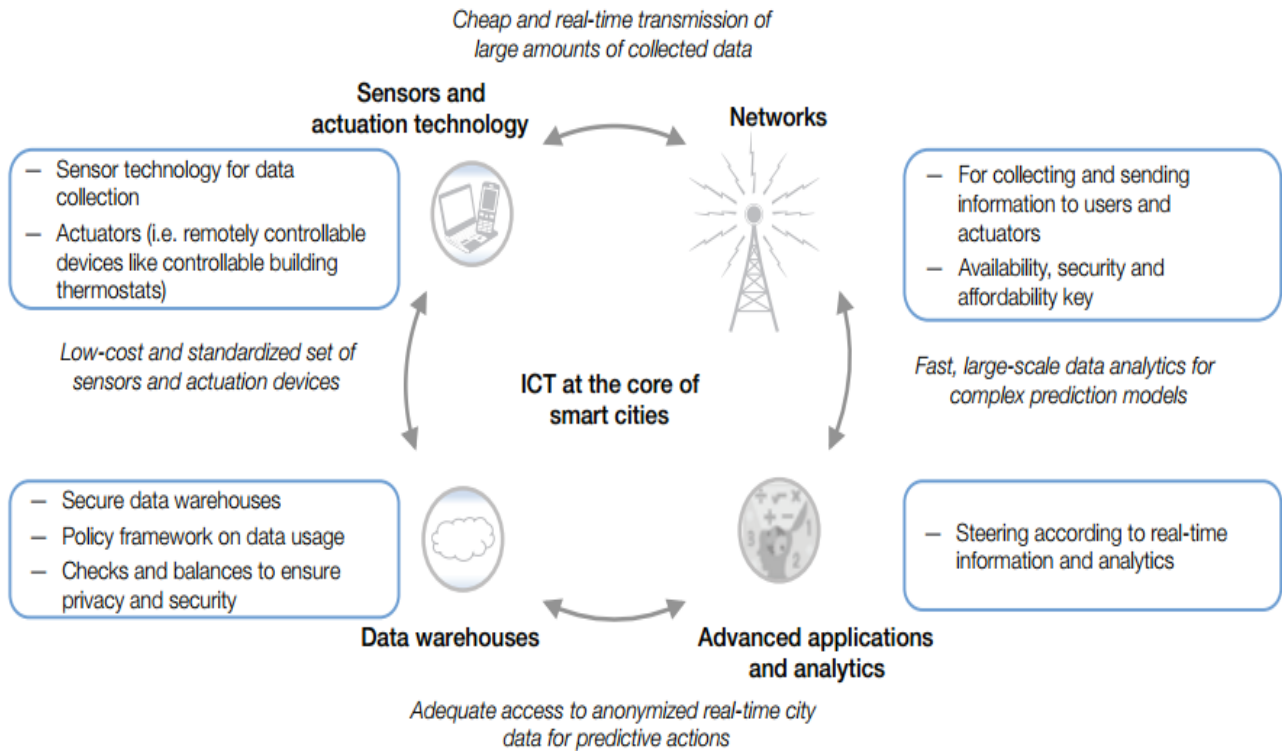 Cheap and real-time transmission of
large amounts of collected data
Sensors and
actuation technology
Networks
— Sensor technology for data
collection
— Actuators (i.e. remotely controllable
devices like controllable building
thermostats)
— For collecting and sending
information to users and
actuators
— Availability, security and
affordability key
Low-cost and standardized set of
sensors and actuation devices
ICT at the core of
smart cities
Fast, large-scale data analytics for
complex prediction models
— Secure data warehouses
— Policy framework on data usage
— Checks and balances to ensure
privacy and security
÷ √ x
+ −
1
3
2
— Steering according to real-time
information and analytics
Data warehouses
Advanced applications
and analytics
Adequate access to anonymized real-time city
data for predictive actions